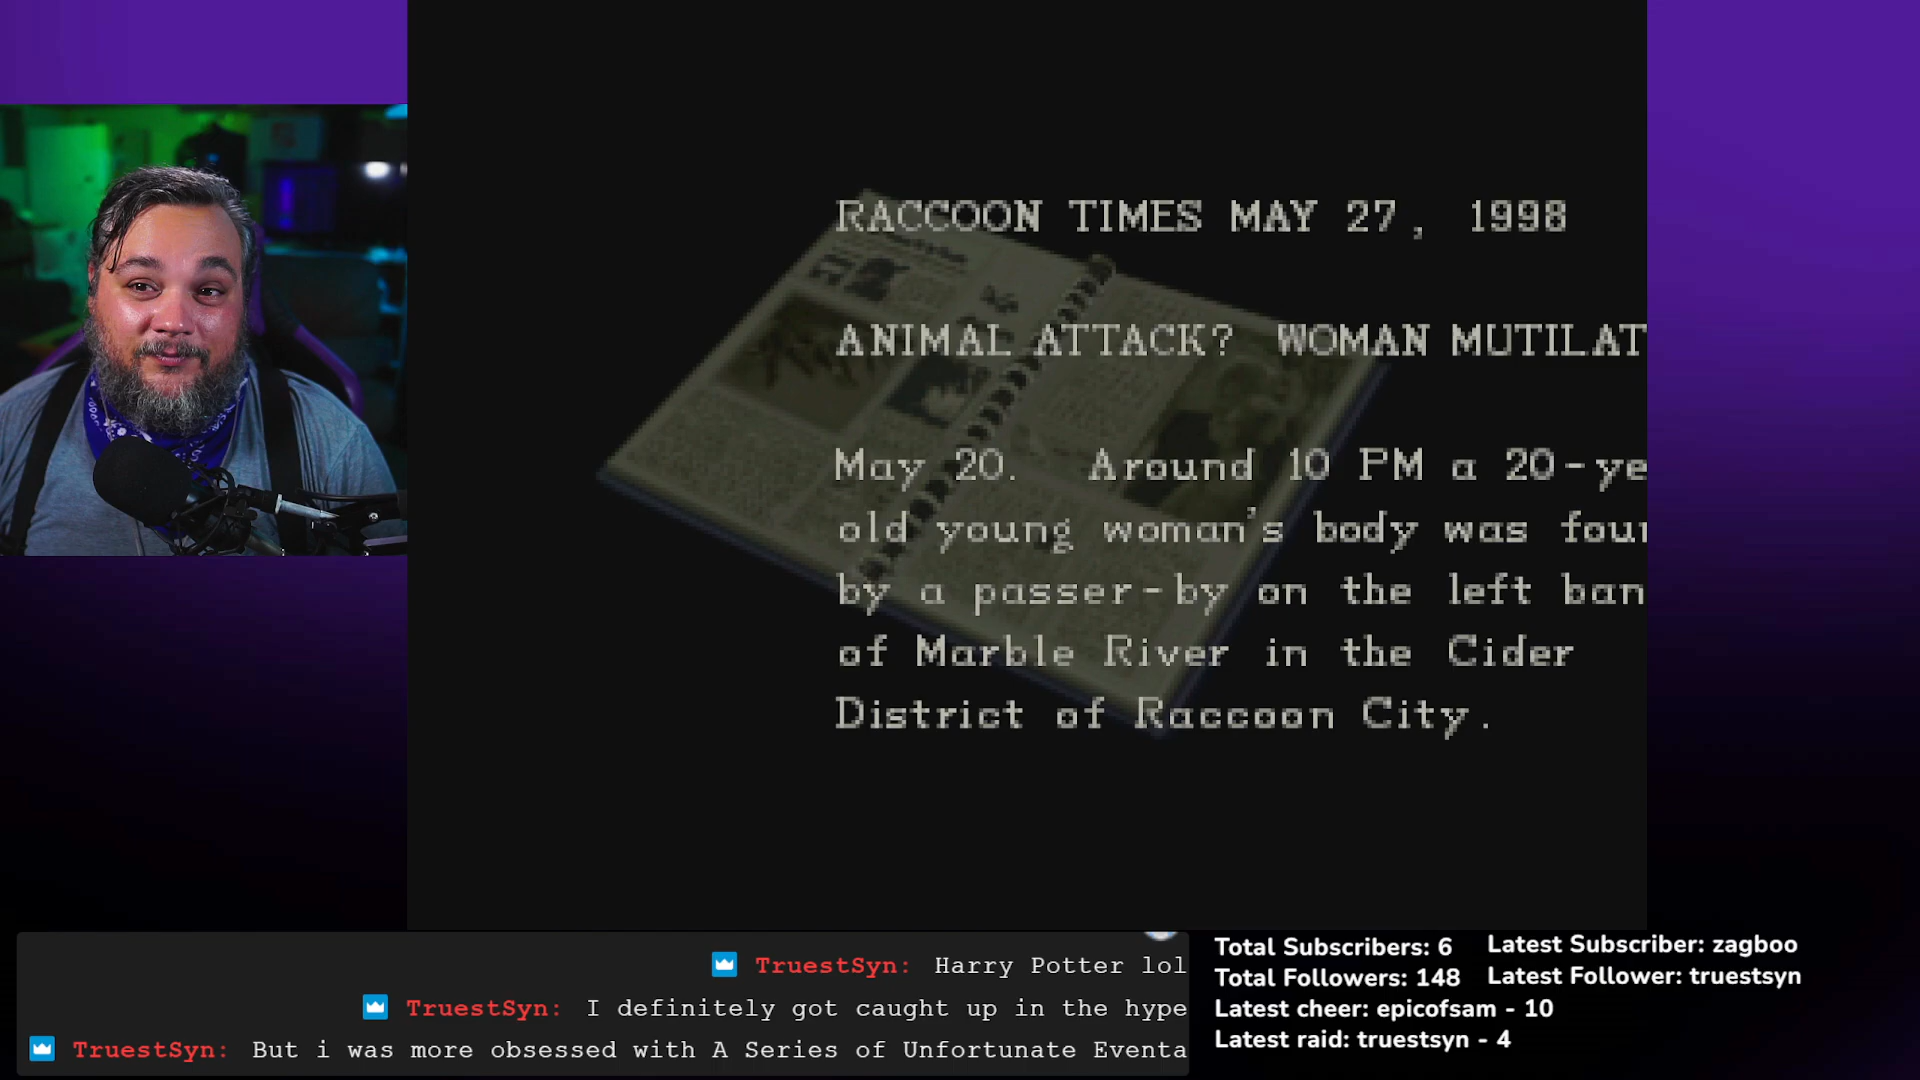 RACCOON TIMES MAY 27, 1998
ANIMAL ATTACK? WOMAN MUTILAT
May 20. Around 10 PM a 20-ye
old young woman's body was four
by a passer-by on the left ban
of Marble River in the Cider
District of Raccoon City.
TruestSyn: Harry Potter lol
TruestSyn: I definitely got caught up in the hype
TruestSyn: But i was more obsessed with A Series of Unfortunate Eventa
Total Subscribers: 6
Latest Subscriber: zagboo
Total Followers: 148
Latest Follower: truestsyn
Latest cheer: epicofsam - 10
Latest raid: truestsyn - 4